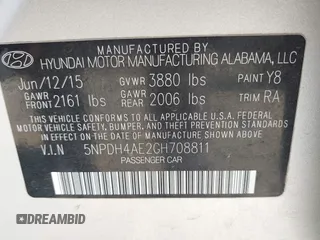 MANUFACTURED BY
HYUNDAI MOTOR MANUFACTURING ALABAMA, LLC
Jun/12/15 GVWR 3880 lbs PAINT Y8
GAWR FRONT 2161 lbs GAWR REAR 2006 lbs TRIM RA
THIS VEHICLE CONFORMS TO ALL APPLICABLE U.S.
FEDERAL MOTOR VEHICLE SAFETY, BUMPER, AND
THEFT PREVENTION STANDARDS IN EFFECT ON THE
DATE OF MANUFACTURE SHOWN ABOVE.
V.I.N 5NPDH4AE2GH708811
PASSENGER CAR
DREAMBID